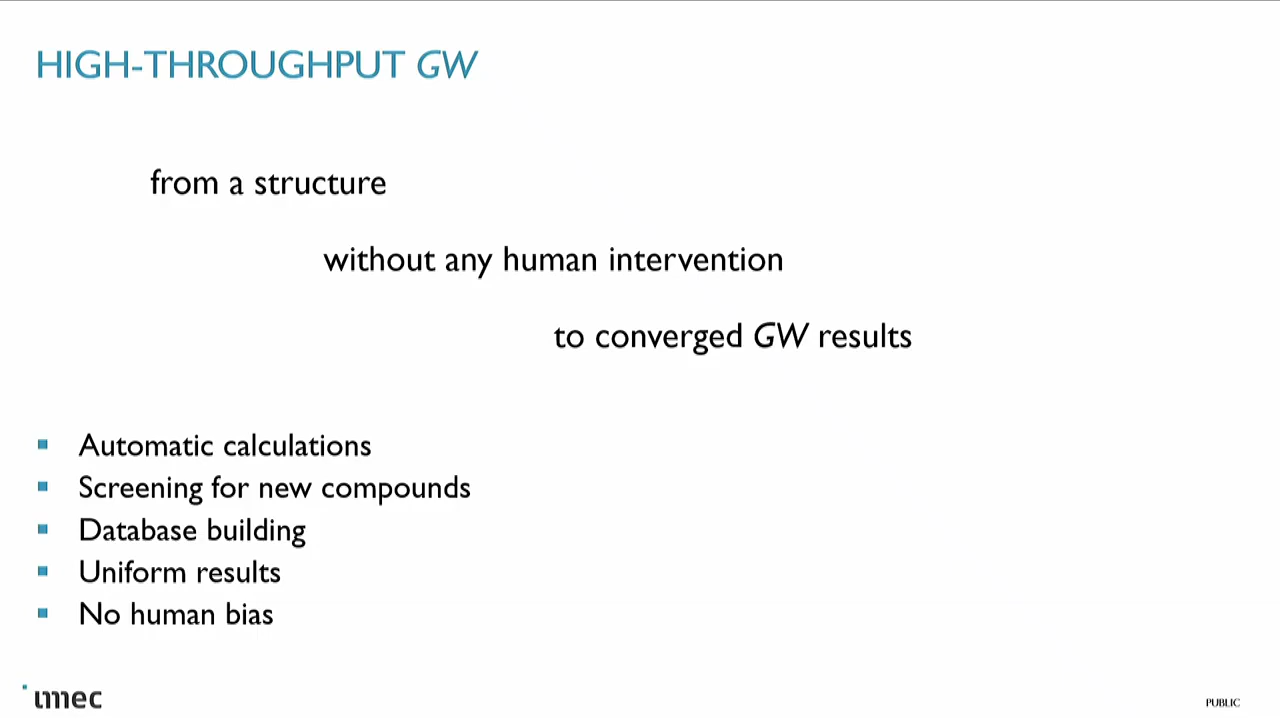 HIGH-THROUGHPUT GW
from a structure
without any human intervention
to converged GW results
Automatic calculations
Screening for new compounds
Database building
Uniform results
No human bias
imec
PUBLIC